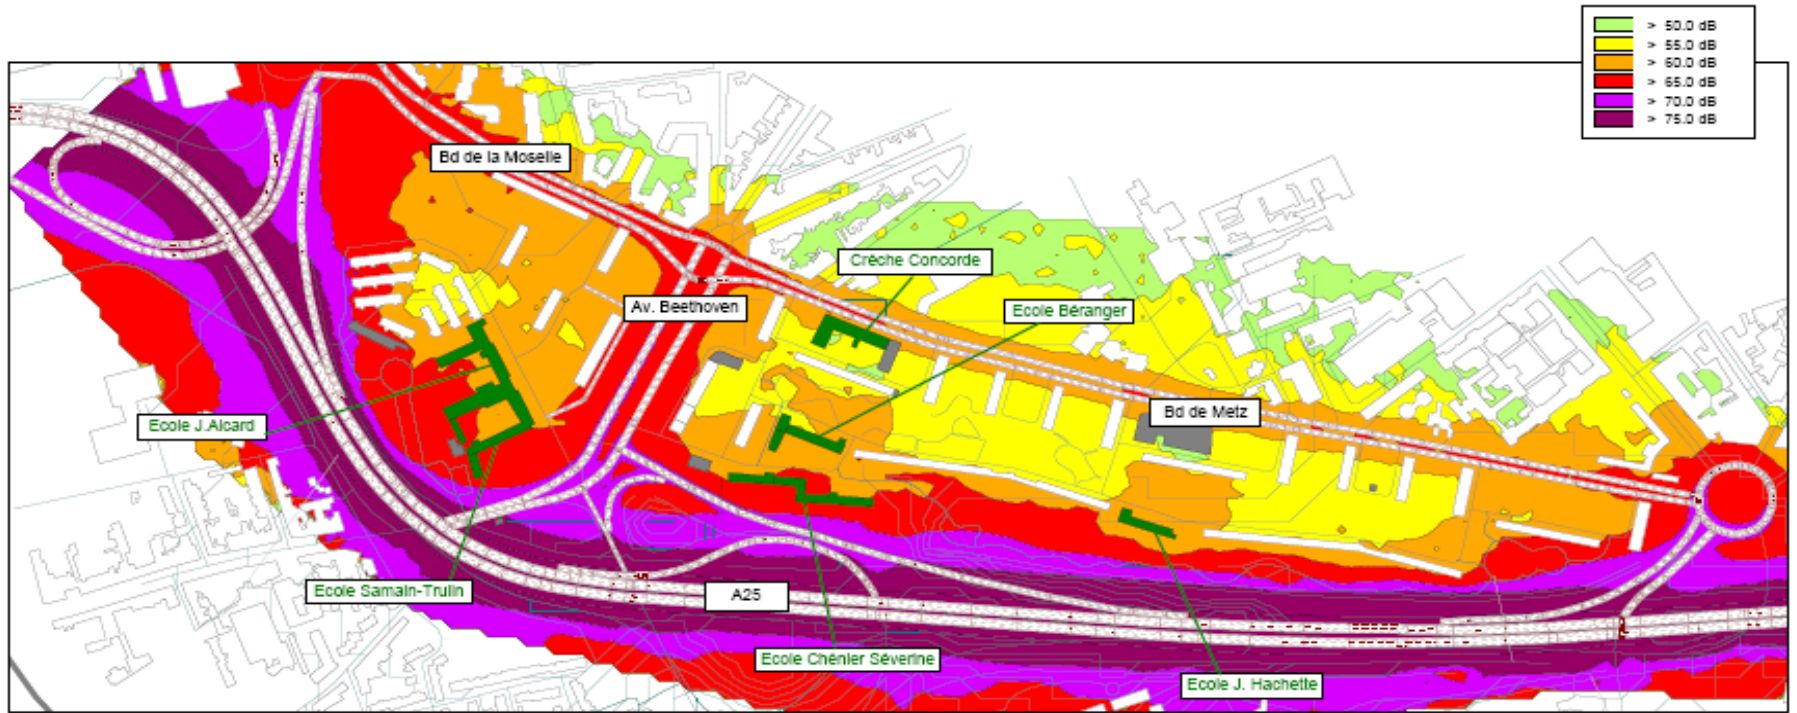 > 50.0 dB
> 55.0 dB
> 60.0 dB
> 65.0 dB
> 70.0 dB
> 75.0 dB
Bd de la Moselle
Crèche Concorde
Av. Beethoven
Ecole Béranger
Bd de Metz
Ecole J.Aicard
Ecole Samain-Trulin
A25
Ecole Chénier Séverine
Ecole J. Hachette